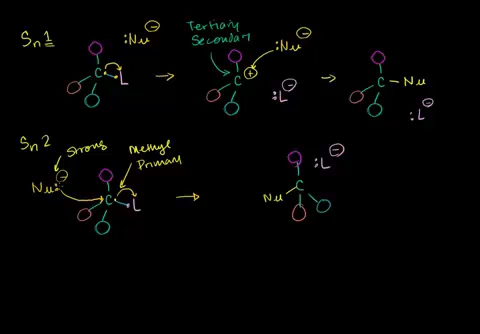 Sn1
:Nu
−
C
L
Tertiary
Secondary
C
+
:Nu
−
:L
−
C
Nu
:L
−
Sn2
Strong
Methyl
Primary
−
Nu:
C
L
Nu
C
:L
−